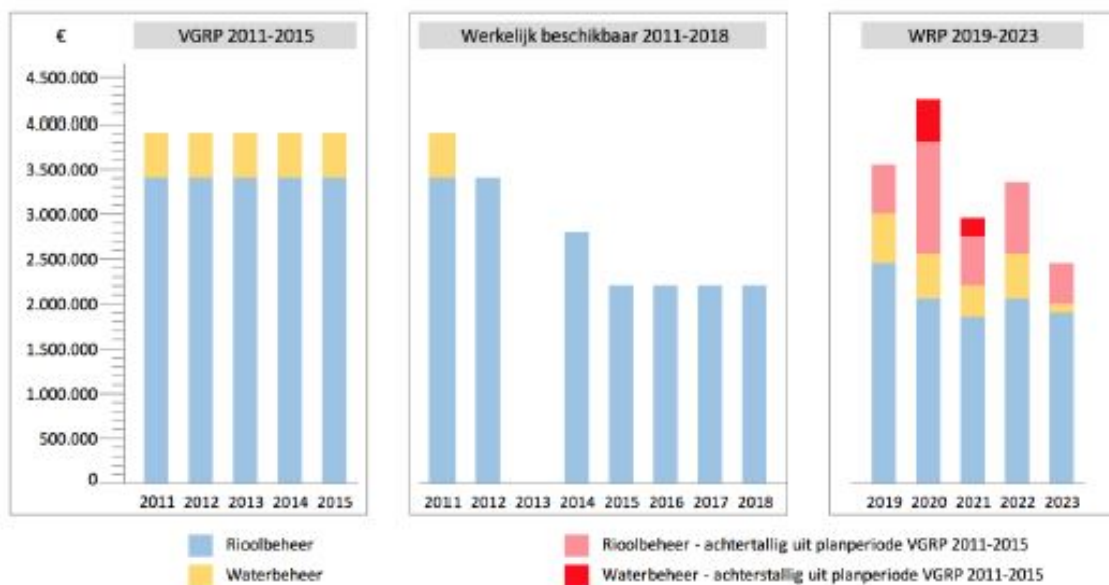 €
VGRP 2011-2015
Werkelijk beschikbaar 2011-2018
WRP 2019-2023
4.500.000
4.000.000
3.500.000
3.000.000
2.500.000
2.000.000
1.500.000
1.000.000
500.000
0
2011 2012 2013 2014 2015
2011 2012 2013 2014 2015 2016 2017 2018
2019 2020 2021 2022 2023
Rioolbeheer
Rioolbeheer - achtertallig uit planperiode VGRP 2011-2015
Waterbeheer
Waterbeheer - achterstallig uit planperiode VGRP 2011-2015